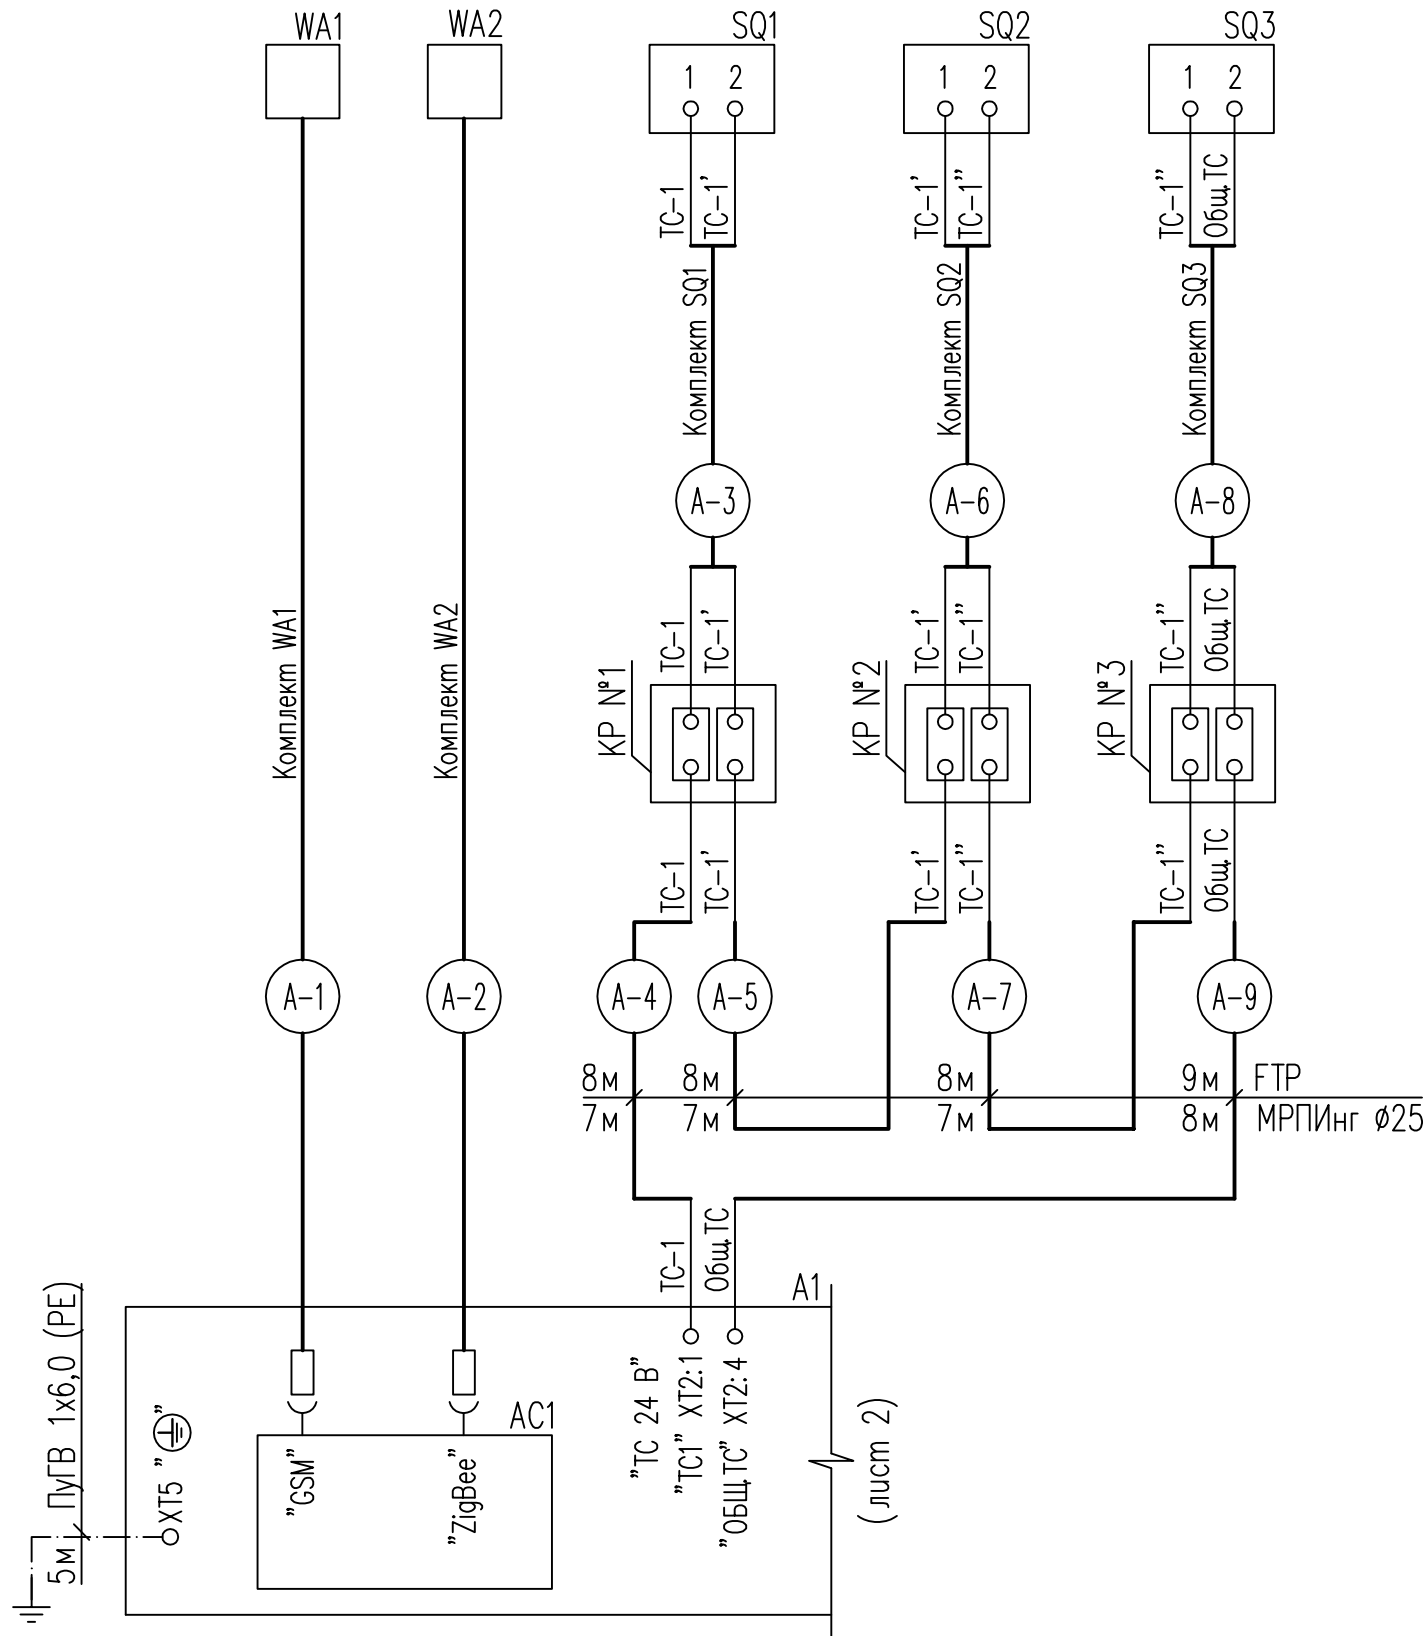 WA1
WA2
SQ1
SQ2
SQ3
1 2
1 2
1 2
ТС-1
ТС-1'
ТС-1'
ТС-1"
ТС-1"
Общ.ТС
Комплект SQ1
Комплект SQ2
Комплект SQ3
А-3
А-6
А-8
Комплект WA1
Комплект WA2
КР №1
ТС-1
ТС-1'
КР №2
ТС-1'
ТС-1"
КР №3
ТС-1"
Общ.ТС
ТС-1
ТС-1'
ТС-1'
ТС-1"
ТС-1"
Общ.ТС
А-1
А-2
А-4
А-5
А-7
А-9
8м
8м
8м
9м
FTP
7м
7м
7м
8м
МРПИнг ø25
ТС-1
Общ.ТС
А1
5м ПуГВ 1х6,0 (РЕ)
ХТ5 "⏚"
АС1
"GSM"
"ZigBee"
"ТС 24 В"
"ТС1" ХТ2:1
"ОБЩ.ТС" ХТ2:4
(лист 2)